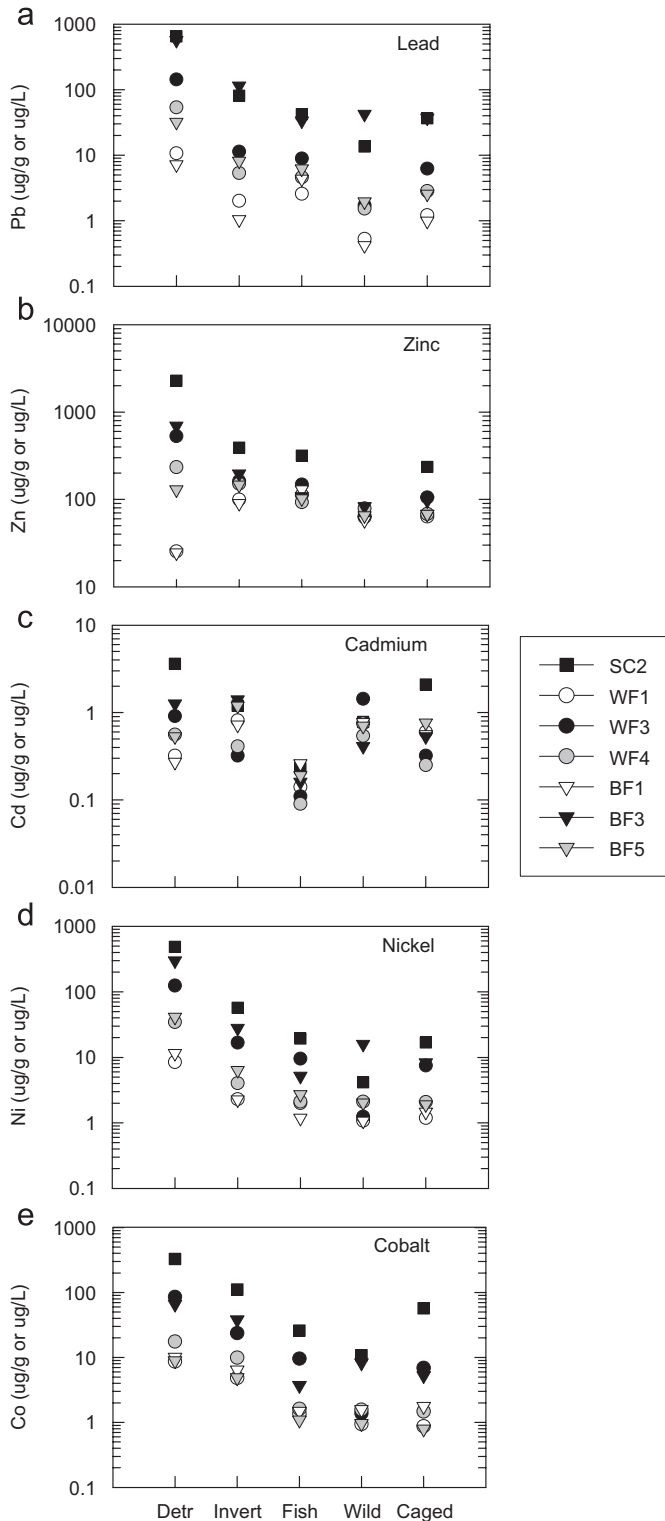 a
1000
100
10
1
0.1
Pb (ug/g or ug/L)
Lead
b
10000
1000
100
10
Zn (ug/g or ug/L)
Zinc
c
10
1
0.1
0.01
Cd (ug/g or ug/L)
Cadmium
SC2
WF1
WF3
WF4
BF1
BF3
BF5
d
1000
100
10
1
0.1
Ni (ug/g or ug/L)
Nickel
e
1000
100
10
1
0.1
Co (ug/g or ug/L)
Cobalt
Detr Invert Fish Wild Caged